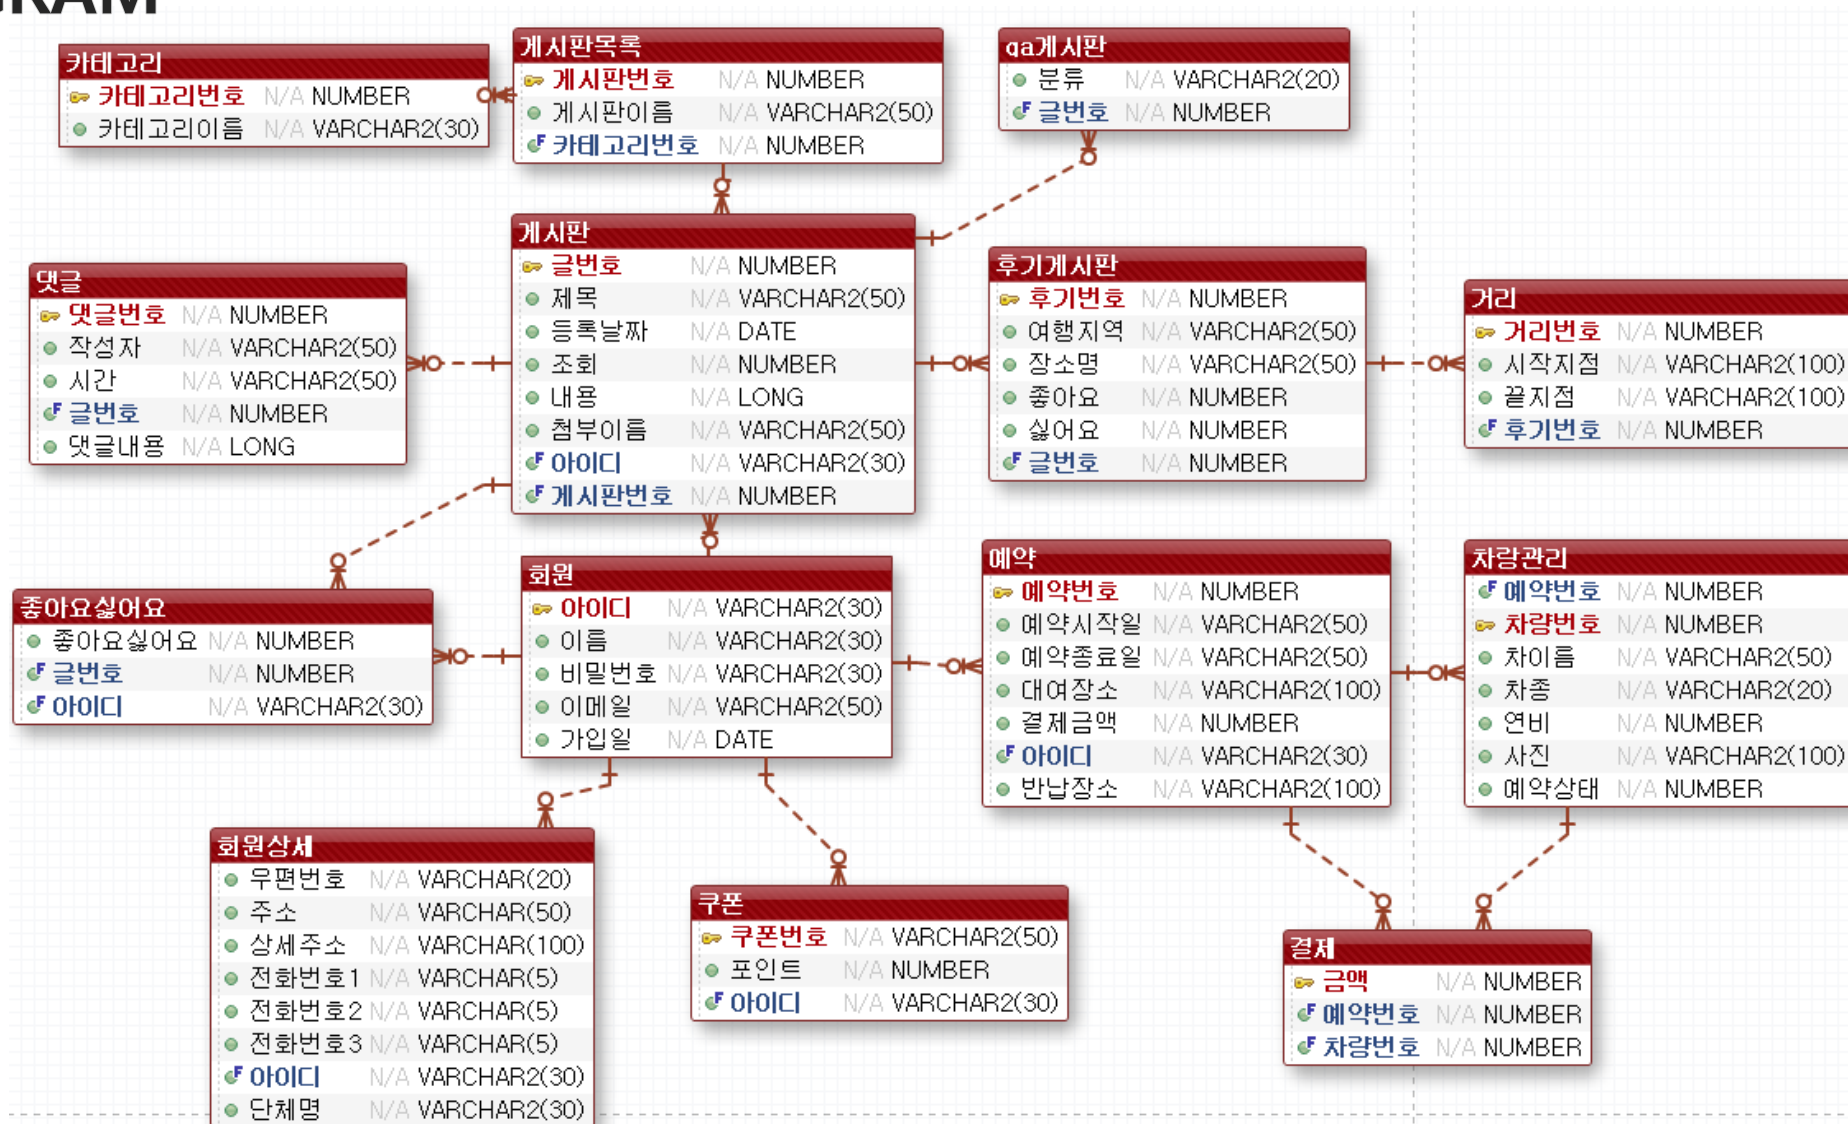 GRAM
카테고리
카테고리번호 N/A NUMBER
카테고리이름 N/A VARCHAR2(30)
게시판목록
게시판번호 N/A NUMBER
게시판이름 N/A VARCHAR2(50)
카테고리번호 N/A NUMBER
qa게시판
분류 N/A VARCHAR2(20)
글번호 N/A NUMBER
게시판
글번호 N/A NUMBER
제목 N/A VARCHAR2(50)
등록날짜 N/A DATE
조회 N/A NUMBER
내용 N/A LONG
첨부이름 N/A VARCHAR2(50)
아이디 N/A VARCHAR2(30)
게시판번호 N/A NUMBER
댓글
댓글번호 N/A NUMBER
작성자 N/A VARCHAR2(50)
시간 N/A VARCHAR2(50)
글번호 N/A NUMBER
댓글내용 N/A LONG
후기게시판
후기번호 N/A NUMBER
여행지역 N/A VARCHAR2(50)
장소명 N/A VARCHAR2(50)
좋아요 N/A NUMBER
싫어요 N/A NUMBER
글번호 N/A NUMBER
거리
거리번호 N/A NUMBER
시작지점 N/A VARCHAR2(100)
끝지점 N/A VARCHAR2(100)
후기번호 N/A NUMBER
좋아요싫어요
좋아요싫어요 N/A NUMBER
글번호 N/A NUMBER
아이디 N/A VARCHAR2(30)
회원
아이디 N/A VARCHAR2(30)
이름 N/A VARCHAR2(30)
비밀번호 N/A VARCHAR2(30)
이메일 N/A VARCHAR2(50)
가입일 N/A DATE
예약
예약번호 N/A NUMBER
예약시작일 N/A VARCHAR2(50)
예약종료일 N/A VARCHAR2(50)
대여장소 N/A VARCHAR2(100)
결제금액 N/A NUMBER
아이디 N/A VARCHAR2(30)
반납장소 N/A VARCHAR2(100)
차량관리
예약번호 N/A NUMBER
차량번호 N/A NUMBER
차이름 N/A VARCHAR2(50)
차종 N/A VARCHAR2(20)
연비 N/A NUMBER
사진 N/A VARCHAR2(100)
예약상태 N/A NUMBER
회원상세
우편번호 N/A VARCHAR(20)
주소 N/A VARCHAR(50)
상세주소 N/A VARCHAR(100)
전화번호1 N/A VARCHAR(5)
전화번호2 N/A VARCHAR(5)
전화번호3 N/A VARCHAR(5)
아이디 N/A VARCHAR2(30)
단체명 N/A VARCHAR2(30)
쿠폰
쿠폰번호 N/A VARCHAR2(50)
포인트 N/A NUMBER
아이디 N/A VARCHAR2(30)
결제
금액 N/A NUMBER
예약번호 N/A NUMBER
차량번호 N/A NUMBER